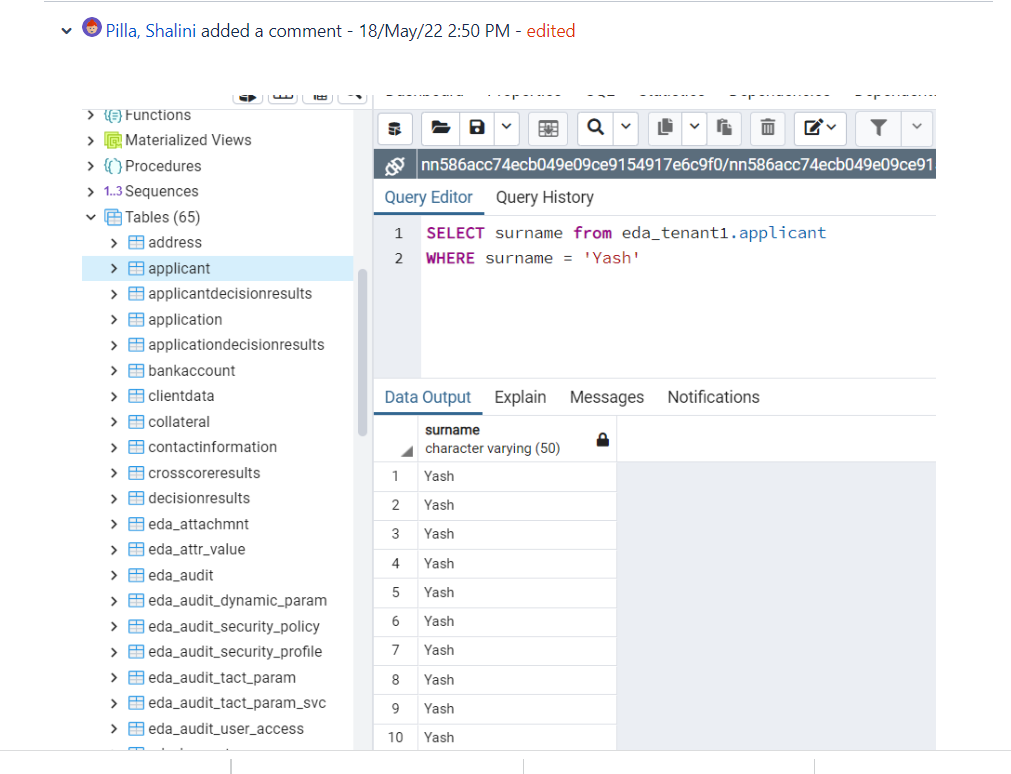 Pilla, Shalini added a comment - 18/May/22 2:50 PM - edited
Functions
Materialized Views
Procedures
1..3 Sequences
Tables (65)
address
applicant
applicantdecisionresults
application
applicationdecisionresults
bankaccount
clientdata
collateral
contactinformation
crosscoreresults
decisionresults
eda_attachmnt
eda_attr_value
eda_audit
eda_audit_dynamic_param
eda_audit_security_policy
eda_audit_security_profile
eda_audit_tact_param
eda_audit_tact_param_svc
eda_audit_user_access
nn586acc74ecb049e09ce9154917e6c9f0/nn586acc74ecb049e09ce91
Query Editor Query History
1 SELECT surname from eda_tenant1.applicant
2 WHERE surname = 'Yash'
Data Output Explain Messages Notifications
surname
character varying (50)
1 Yash
2 Yash
3 Yash
4 Yash
5 Yash
6 Yash
7 Yash
8 Yash
9 Yash
10 Yash